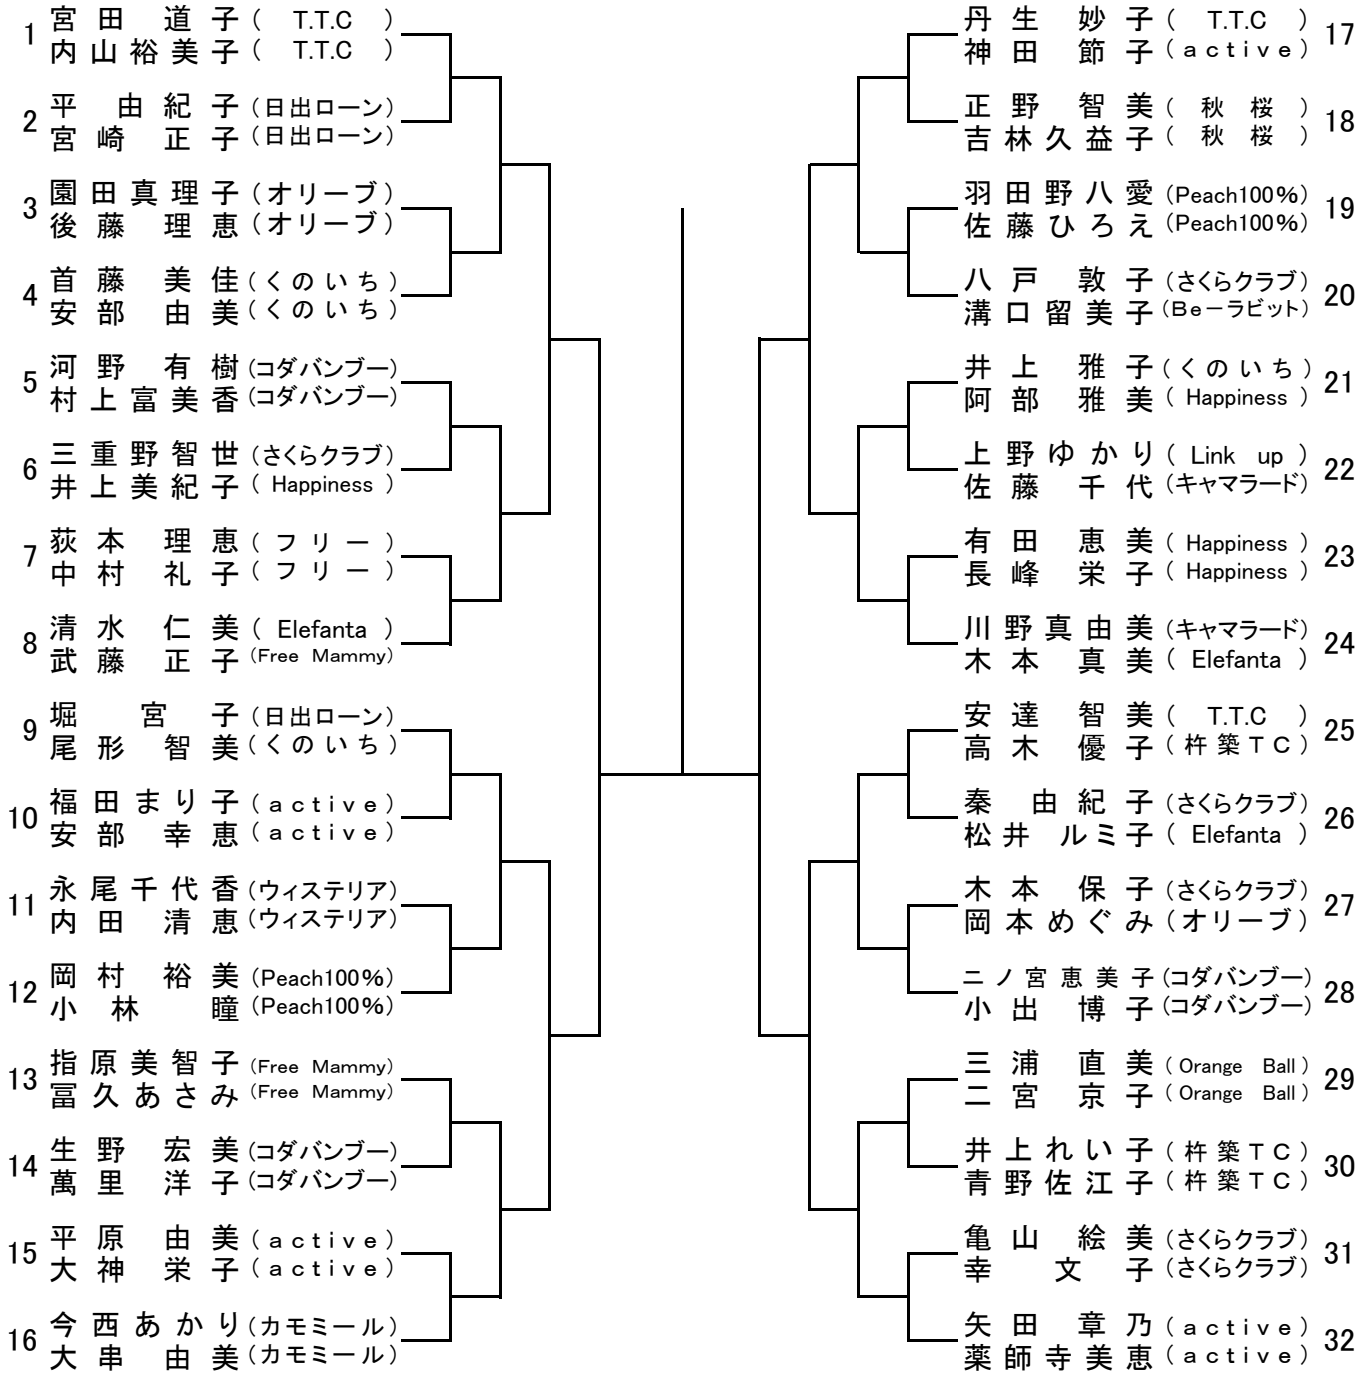 1 宮田 道子 ( T.T.C )
内山裕美子 ( T.T.C )
2 平 由紀子 (日出ローン)
宮崎 正子 (日出ローン)
3 園田真理子 (オリーブ)
後藤 理恵 (オリーブ)
4 首藤 美佳 (くのいち)
安部 由美 (くのいち)
5 河野 有樹 (コダバンブー)
村上富美香 (コダバンブー)
6 三重野智世 (さくらクラブ)
井上美紀子 ( Happiness )
7 荻本 理恵 ( フリー )
中村 礼子 ( フリー )
8 清水 仁美 ( Elefanta )
武藤 正子 (Free Mammy)
9 堀 宮子 (日出ローン)
尾形 智美 (くのいち)
10 福田まり子 (active)
安部 幸恵 (active)
11 永尾千代香 (ウィステリア)
内田 清恵 (ウィステリア)
12 岡村 裕美 (Peach100%)
小林 瞳 (Peach100%)
13 指原美智子 (Free Mammy)
冨久あさみ (Free Mammy)
14 生野 宏美 (コダバンブー)
萬里 洋子 (コダバンブー)
15 平原 由美 (active)
大神 栄子 (active)
16 今西あかり (カモミール)
大串 由美 (カモミール)
丹生 妙子 ( T.T.C ) 17
神田 節子 (active)
正野 智美 ( 秋桜 ) 18
吉林久益子 ( 秋桜 )
羽田野八愛 (Peach100%) 19
佐藤ひろえ (Peach100%)
八戸 敦子 (さくらクラブ) 20
溝口留美子 (Be－ラビット)
井上 雅子 (くのいち) 21
阿部 雅美 ( Happiness )
上野ゆかり ( Link up ) 22
佐藤 千代 (キャマラード)
有田 恵美 ( Happiness ) 23
長峰 栄子 ( Happiness )
川野真由美 (キャマラード) 24
木本 真美 ( Elefanta )
安達 智美 ( T.T.C ) 25
高木 優子 (杵築TC)
秦 由紀子 (さくらクラブ) 26
松井 ルミ子 ( Elefanta )
木本 保子 (さくらクラブ) 27
岡本めぐみ (オリーブ)
ニノ宮恵美子 (コダバンブー) 28
小出 博子 (コダバンブー)
三浦 直美 ( Orange Ball ) 29
二宮 京子 ( Orange Ball )
井上れい子 (杵築TC) 30
青野佐江子 (杵築TC)
亀山 絵美 (さくらクラブ) 31
幸 文子 (さくらクラブ)
矢田 章乃 (active) 32
薬師寺美恵 (active)